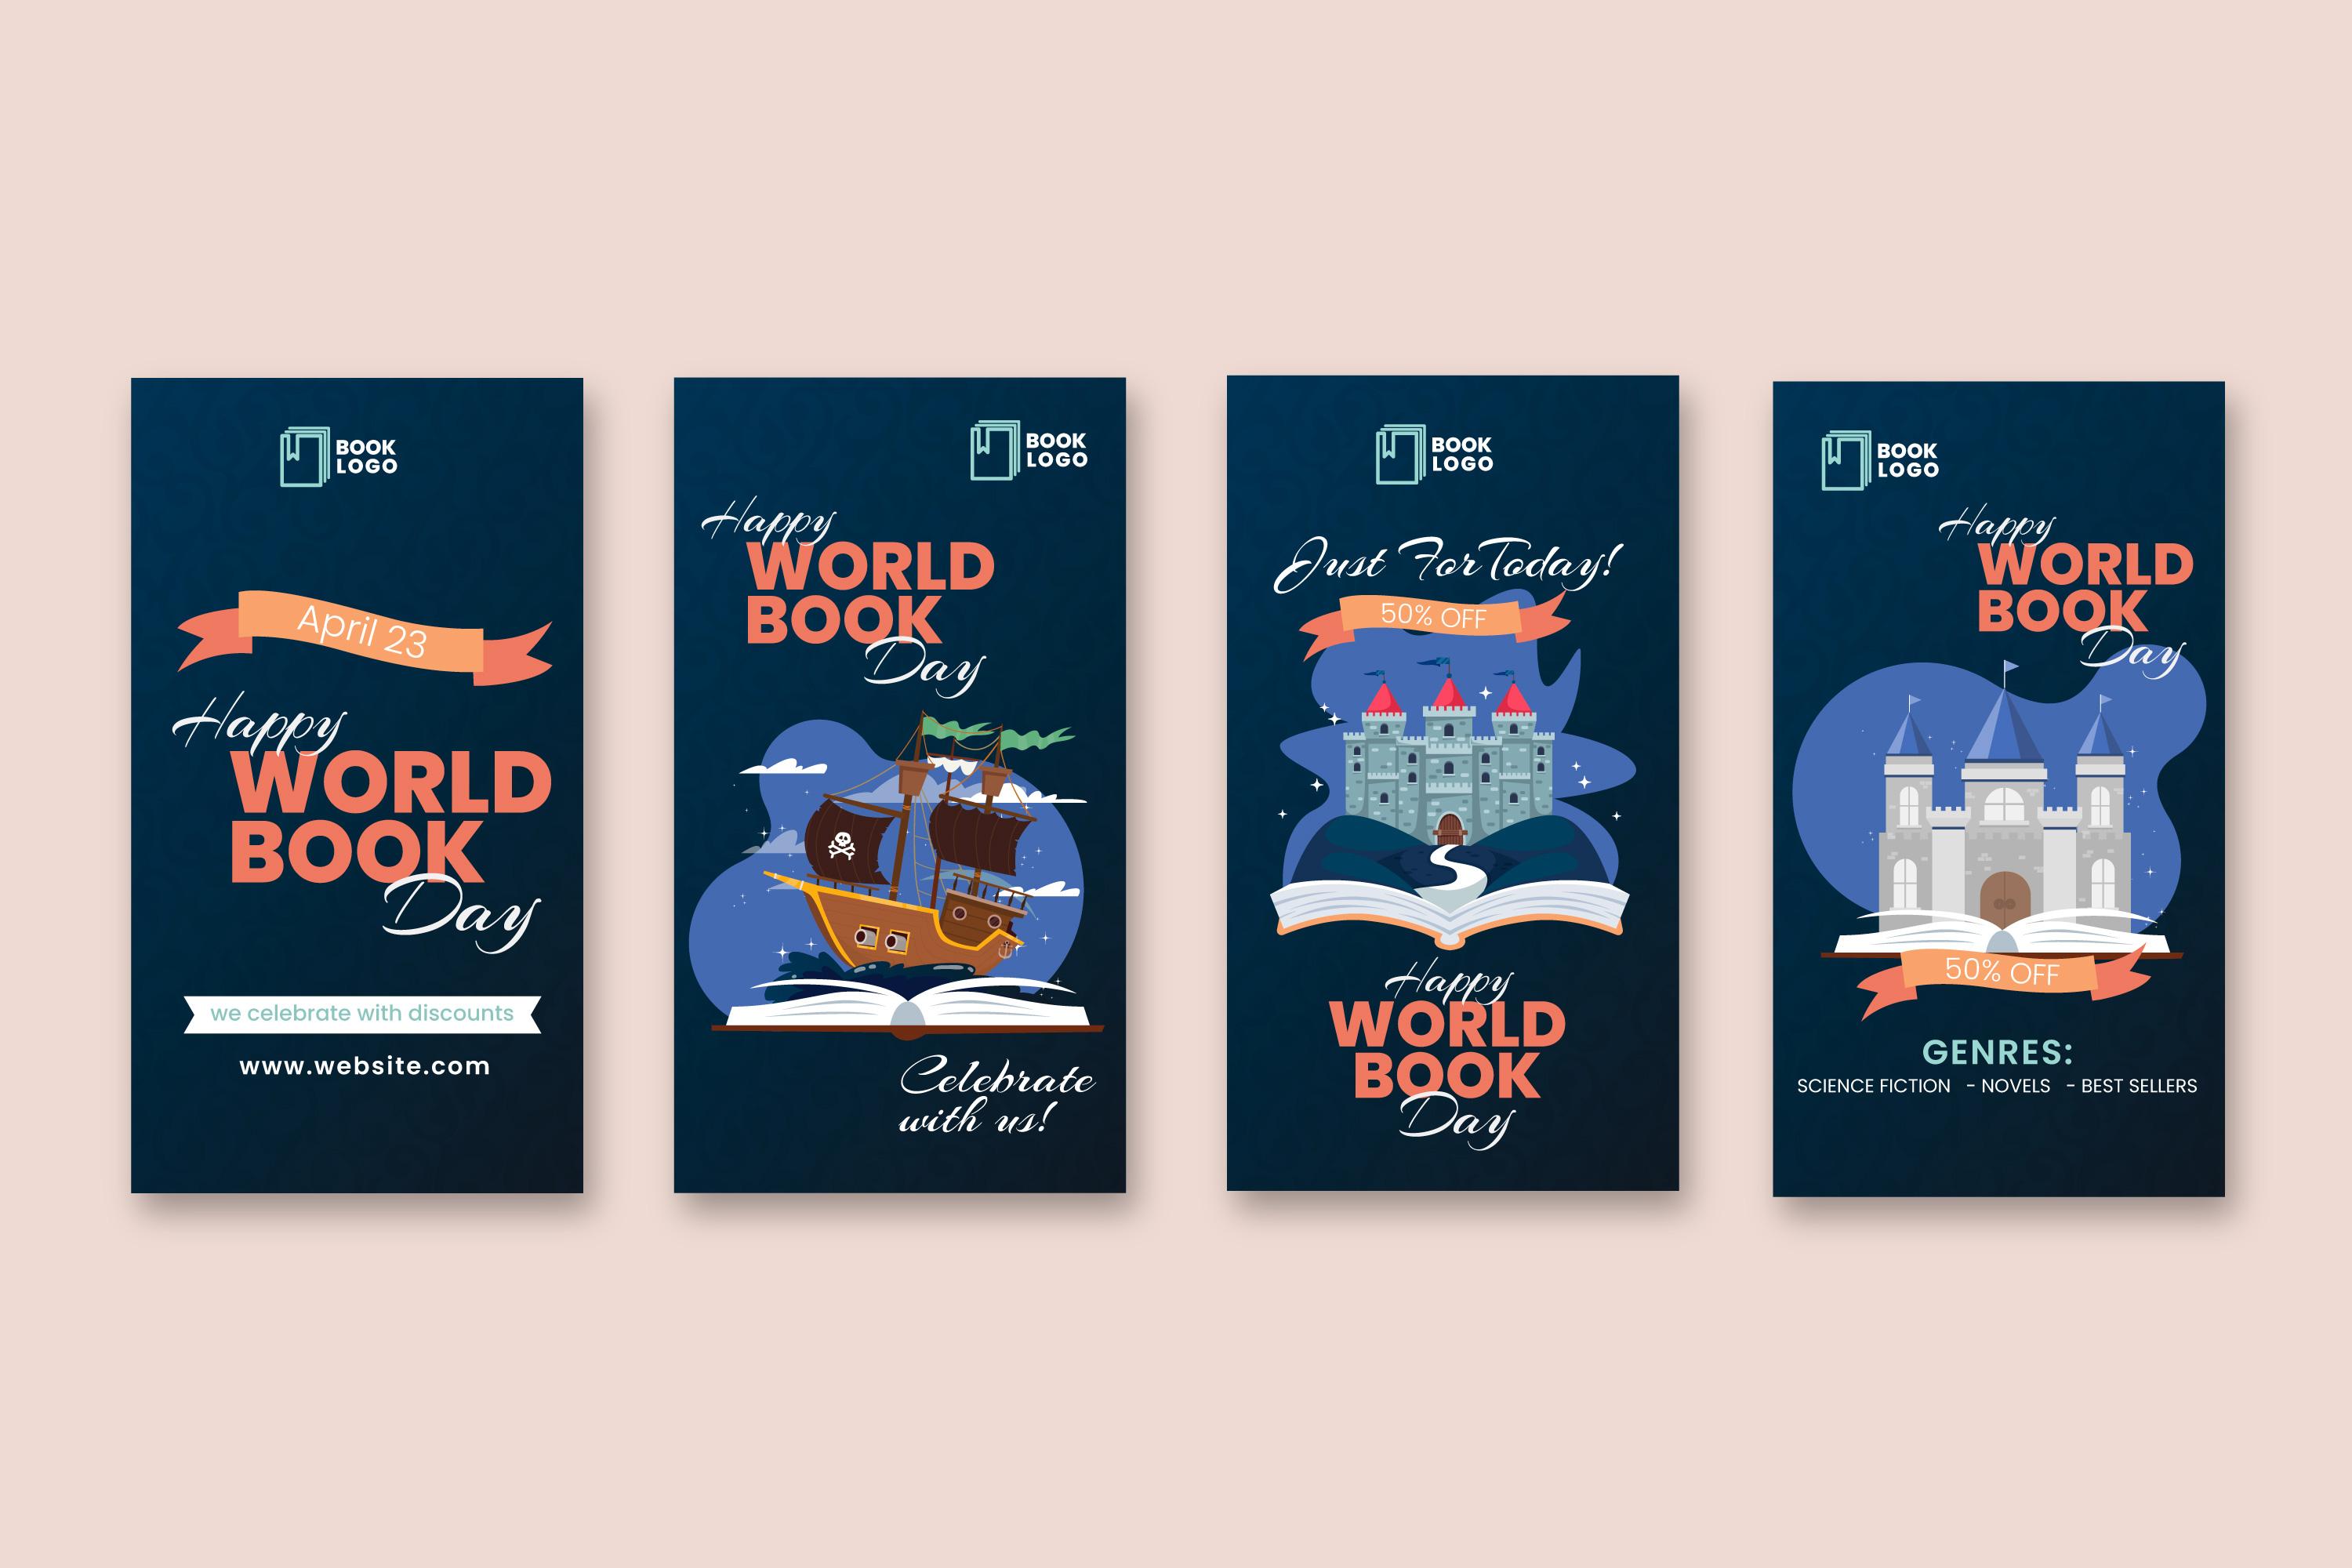 BOOK
LOGO
April 23
Happy
WORLD
BOOK
Day
we celebrate with discounts
www.website.com
BOOK
LOGO
Happy
WORLD
BOOK
Day
Celebrate
with us!
BOOK
LOGO
Just For Today!
50% OFF
Happy
WORLD
BOOK
Day
BOOK
LOGO
Happy
WORLD
BOOK
Day
50% OFF
GENRES:
SCIENCE FICTION - NOVELS - BEST SELLERS